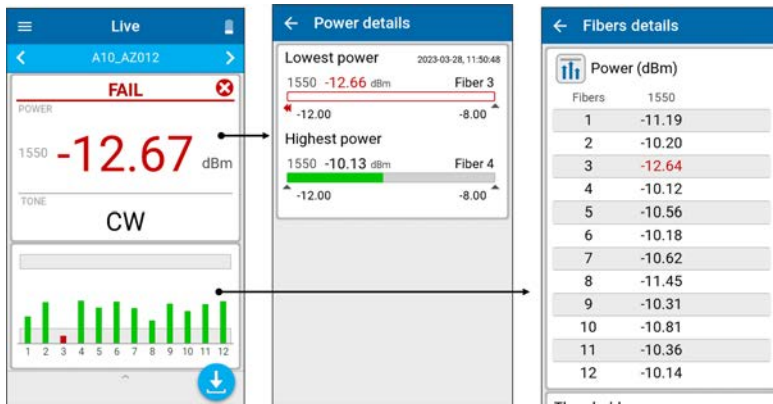 Live
A10_AZ012
FAIL
POWER
1550 -12.67 dBm
TONE
CW
1 2 3 4 5 6 7 8 9 10 11 12
Power details
Lowest power 2023-03-28, 11:50:48
1550 -12.66 dBm Fiber 3
-12.00 -8.00
Highest power
1550 -10.13 dBm Fiber 4
-12.00 -8.00
Fibers details
Power (dBm)
Fibers 1550
1 -11.19
2 -10.20
3 -12.64
4 -10.12
5 -10.56
6 -10.18
7 -10.62
8 -11.45
9 -10.31
10 -10.81
11 -10.36
12 -10.14